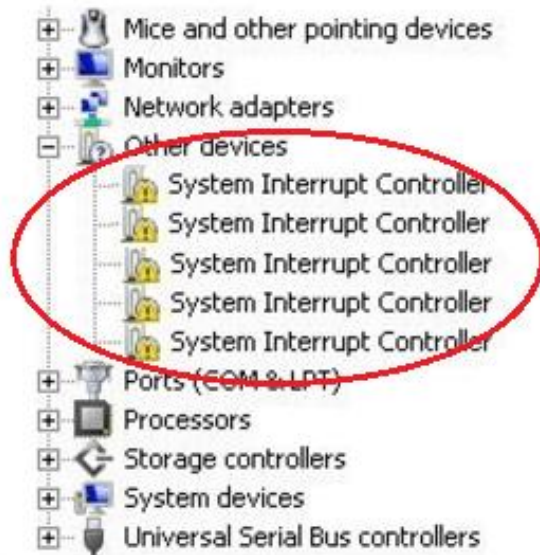 Mice and other pointing devices
Monitors
Network adapters
Other devices
System Interrupt Controller
System Interrupt Controller
System Interrupt Controller
System Interrupt Controller
System Interrupt Controller
Ports (COM & LPT)
Processors
Storage controllers
System devices
Universal Serial Bus controllers